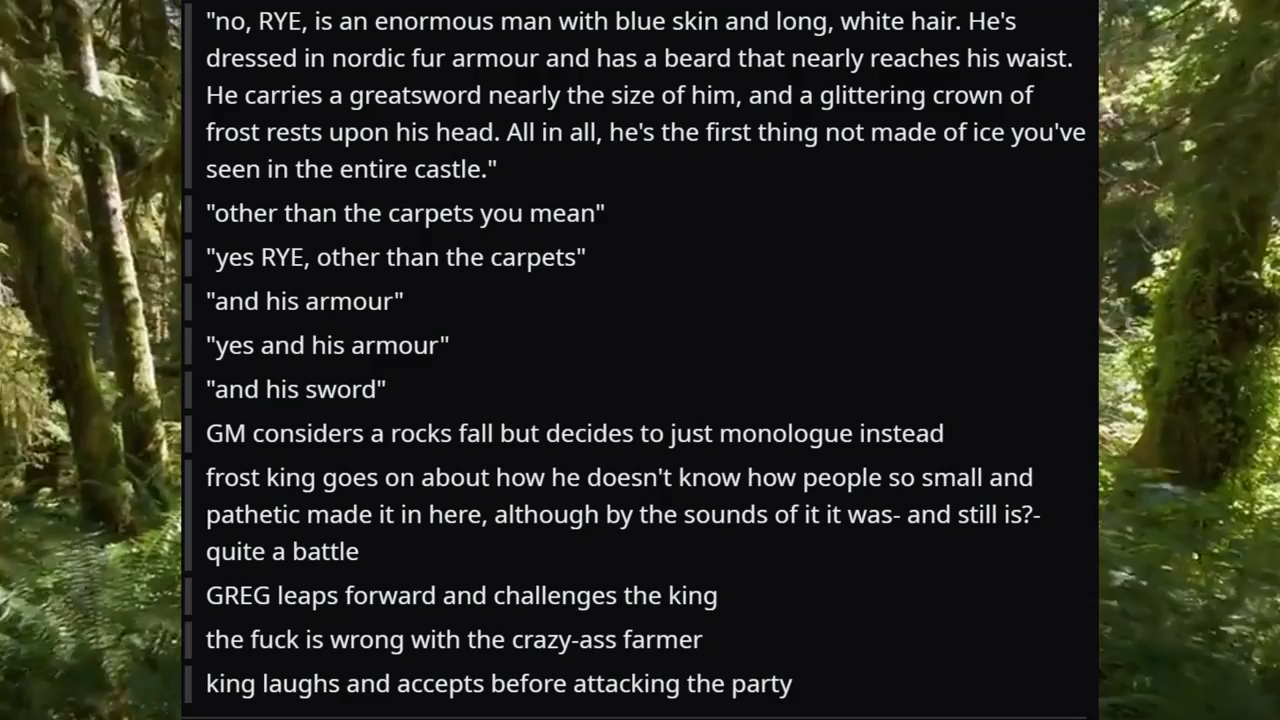 "no, RYE, is an enormous man with blue skin and long, white hair. He's
dressed in nordic fur armour and has a beard that nearly reaches his waist.
He carries a greatsword nearly the size of him, and a glittering crown of
frost rests upon his head. All in all, he's the first thing not made of ice you've
seen in the entire castle."
"other than the carpets you mean"
"yes RYE, other than the carpets"
"and his armour"
"yes and his armour"
"and his sword"
GM considers a rocks fall but decides to just monologue instead
frost king goes on about how he doesn't know how people so small and
pathetic made it in here, although by the sounds of it it was- and still is?-
quite a battle
GREG leaps forward and challenges the king
the fuck is wrong with the crazy-ass farmer
king laughs and accepts before attacking the party